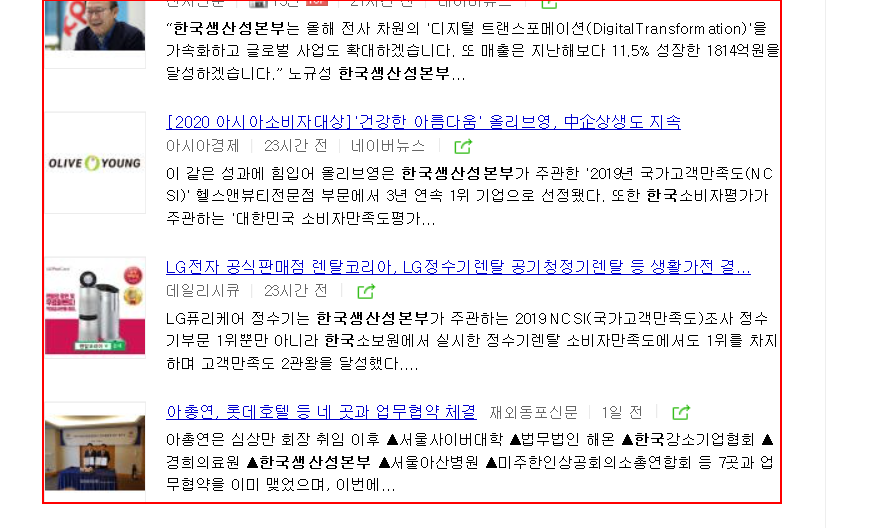 “한국생산성본부는 올해 전사 차원의 '디지털 트랜스포메이션(DigitalTransformation)'을
가속화하고 글로벌 사업도 확대하겠습니다. 또 매출은 지난해보다 11.5% 성장한 1814억원을
달성하겠습니다.” 노규성 한국생산성본부...
[2020 아시아소비자대상]'건강한 아름다움' 올리브영, 中企상생도 지속
아시아경제 | 23시간 전 | 네이버뉴스 |
OLIVE YOUNG
이 같은 성과에 힘입어 올리브영은 한국생산성본부가 주관한 '2019년 국가고객만족도(NC
SI)' 헬스앤뷰티전문점 부문에서 3년 연속 1위 기업으로 선정됐다. 또한 한국소비자평가가
주관하는 '대한민국 소비자만족도평가...
LG전자 공식판매점 렌탈코리아, LG정수기렌탈 공기청정기렌탈 등 생활가전 결...
데일리시큐 | 23시간 전 |
LG퓨리케어 정수기는 한국생산성본부가 주관하는 2019 NCSI(국가고객만족도)조사 정수
기부문 1위뿐만 아니라 한국소보원에서 실시한 정수기렌탈 소비자만족도에서도 1위를 차지
하며 고객만족도 2관왕을 달성했다....
아총연, 롯데호텔 등 네 곳과 업무협약 체결 재외동포신문 | 1일 전 |
아총연은 심상만 회장 취임 이후 ▲서울사이버대학 ▲법무법인 해온 ▲한국강소기업협회 ▲
경희의료원 ▲한국생산성본부 ▲서울아산병원 ▲미주한인상공회의소총연합회 등 7곳과 업
무협약을 이미 맺었으며, 이번에...